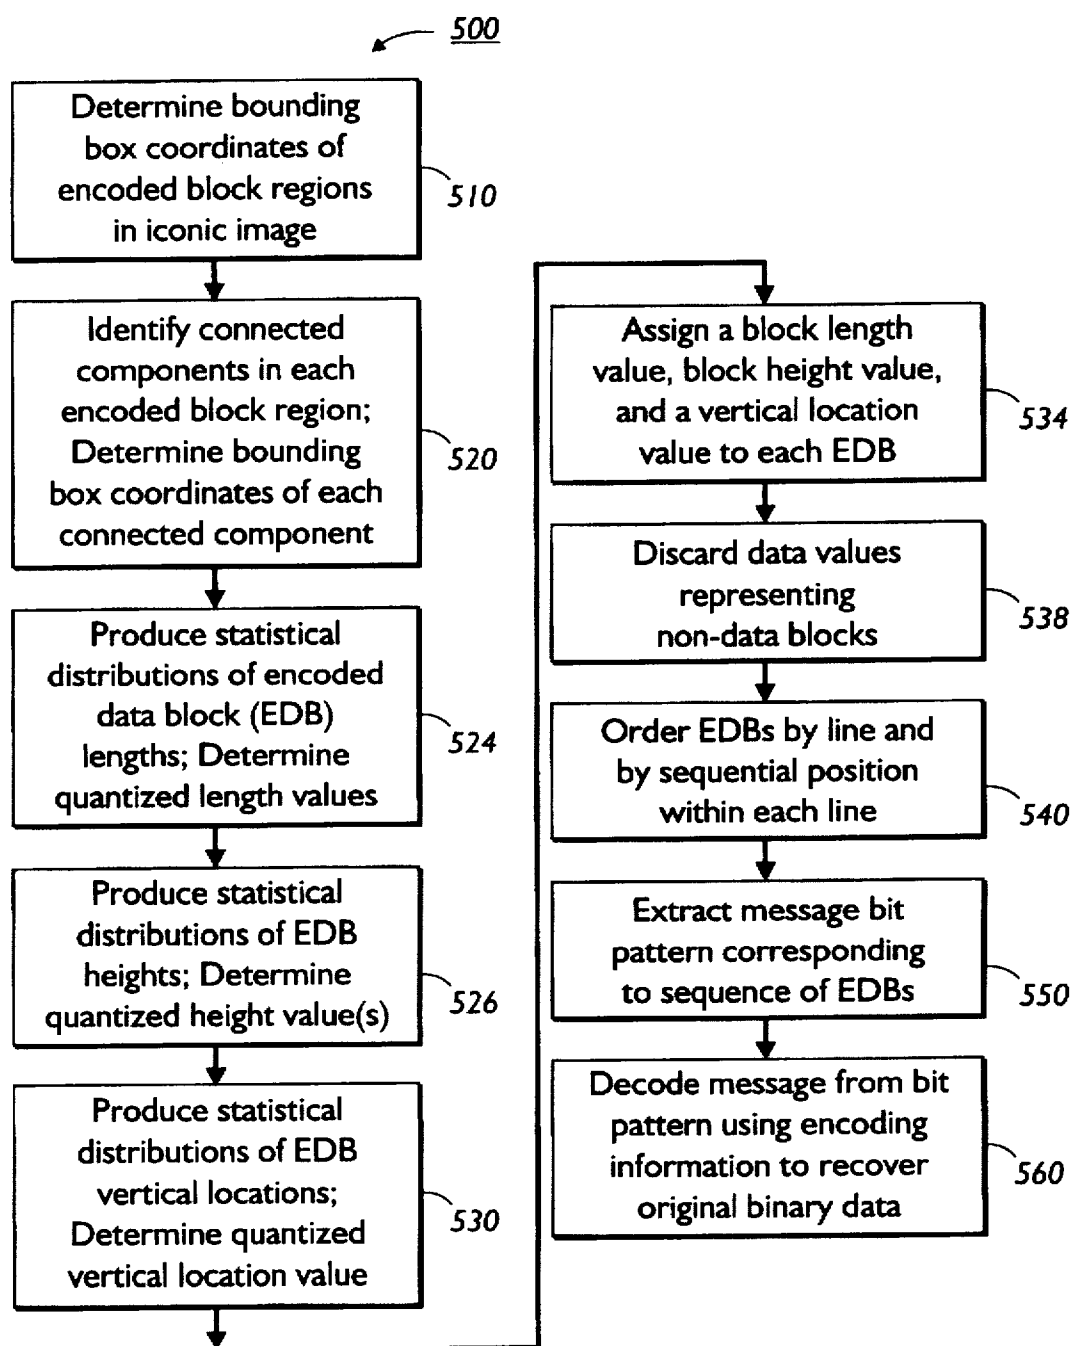 500
Determine bounding
box coordinates of
encoded block regions
in iconic image
510
Identify connected
components in each
encoded block region;
Determine bounding
box coordinates of each
connected component
520
Produce statistical
distributions of encoded
data block (EDB)
lengths; Determine
quantized length values
524
Produce statistical
distributions of EDB
heights; Determine
quantized height value(s)
526
Produce statistical
distributions of EDB
vertical locations;
Determine quantized
vertical location value
530
Assign a block length
value, block height value,
and a vertical location
value to each EDB
534
Discard data values
representing
non-data blocks
538
Order EDBs by line and
by sequential position
within each line
540
Extract message bit
pattern corresponding
to sequence of EDBs
550
Decode message from bit
pattern using encoding
information to recover
original binary data
560